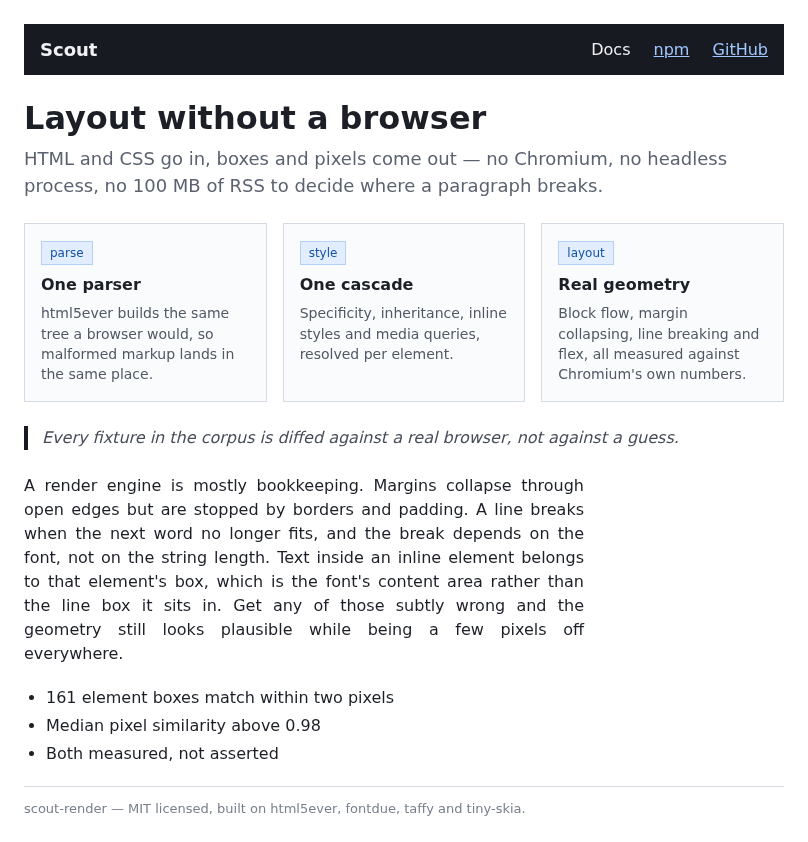 Scout
Docs npm GitHub
Layout without a browser
HTML and CSS go in, boxes and pixels come out — no Chromium, no headless
process, no 100 MB of RSS to decide where a paragraph breaks.
parse
One parser
html5ever builds the same
tree a browser would, so
malformed markup lands in
the same place.
style
One cascade
Specificity, inheritance, inline
styles and media queries,
resolved per element.
layout
Real geometry
Block flow, margin
collapsing, line breaking and
flex, all measured against
Chromium's own numbers.
Every fixture in the corpus is diffed against a real browser, not against a guess.
A render engine is mostly bookkeeping. Margins collapse through
open edges but are stopped by borders and padding. A line breaks
when the next word no longer fits, and the break depends on the
font, not on the string length. Text inside an inline element belongs
to that element's box, which is the font's content area rather than
the line box it sits in. Get any of those subtly wrong and the
geometry still looks plausible while being a few pixels off
everywhere.
• 161 element boxes match within two pixels
• Median pixel similarity above 0.98
• Both measured, not asserted
scout-render — MIT licensed, built on html5ever, fontdue, taffy and tiny-skia.